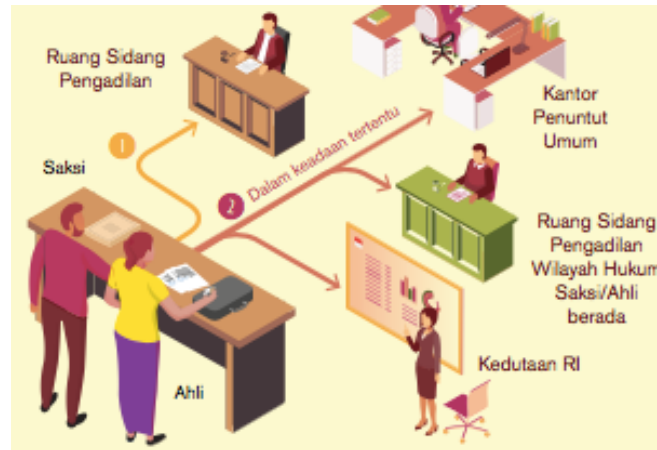 Ruang Sidang
Pengadilan
Kantor
Penuntut
Umum
1
Saksi
2 Dalam keadaan tertentu
Ruang Sidang
Pengadilan
Wilayah Hukum
Saksi/Ahli
berada
Kedutaan RI
Ahli